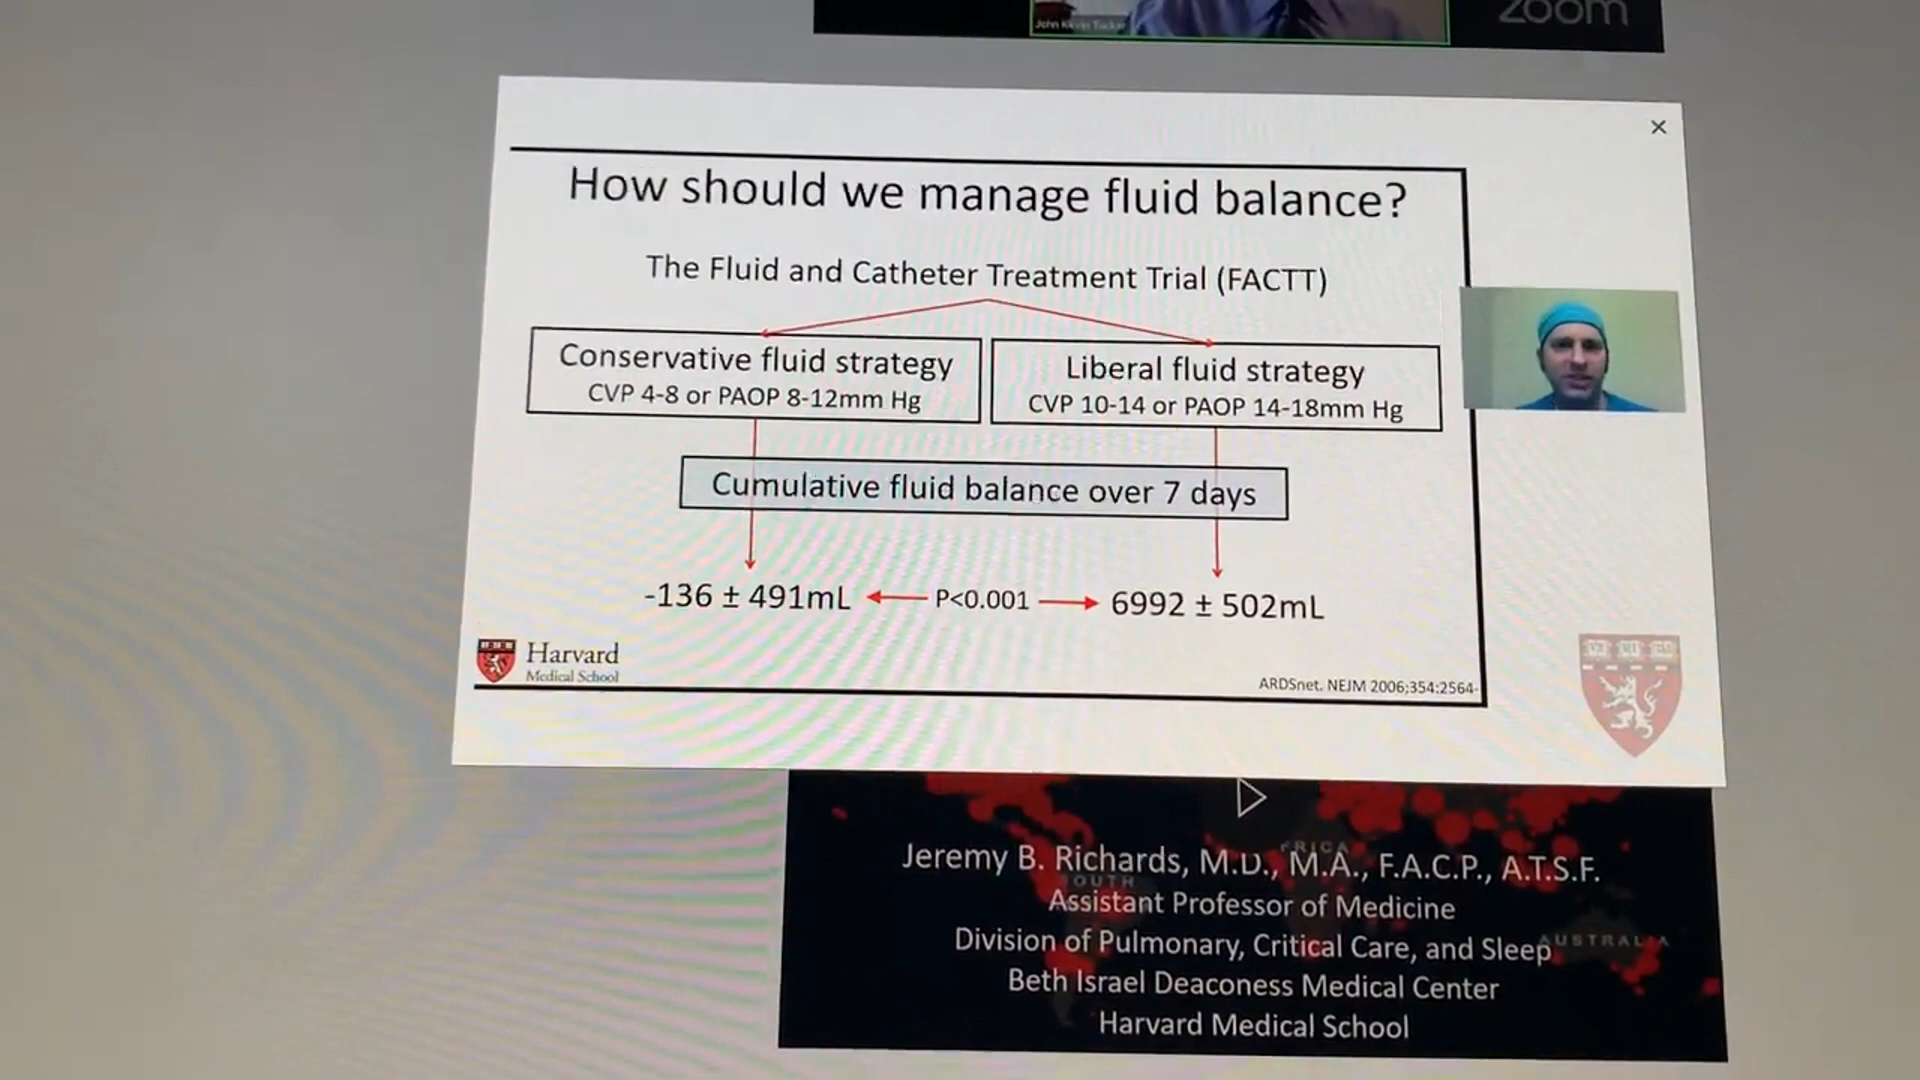 zoom
How should we manage fluid balance?
The Fluid and Catheter Treatment Trial (FACTT)
Conservative fluid strategy
CVP 4-8 or PAOP 8-12mm Hg
Liberal fluid strategy
CVP 10-14 or PAOP 14-18mm Hg
Cumulative fluid balance over 7 days
-136 ± 491mL
P<0.001
6992 ± 502mL
Harvard
Medical School
ARDSnet. NEJM 2006;354:2564-
Jeremy B. Richards, M.D., M.A., F.A.C.P., A.T.S.F.
Assistant Professor of Medicine
Division of Pulmonary, Critical Care, and Sleep
AUSTRALIA
Beth Israel Deaconess Medical Center
Harvard Medical School